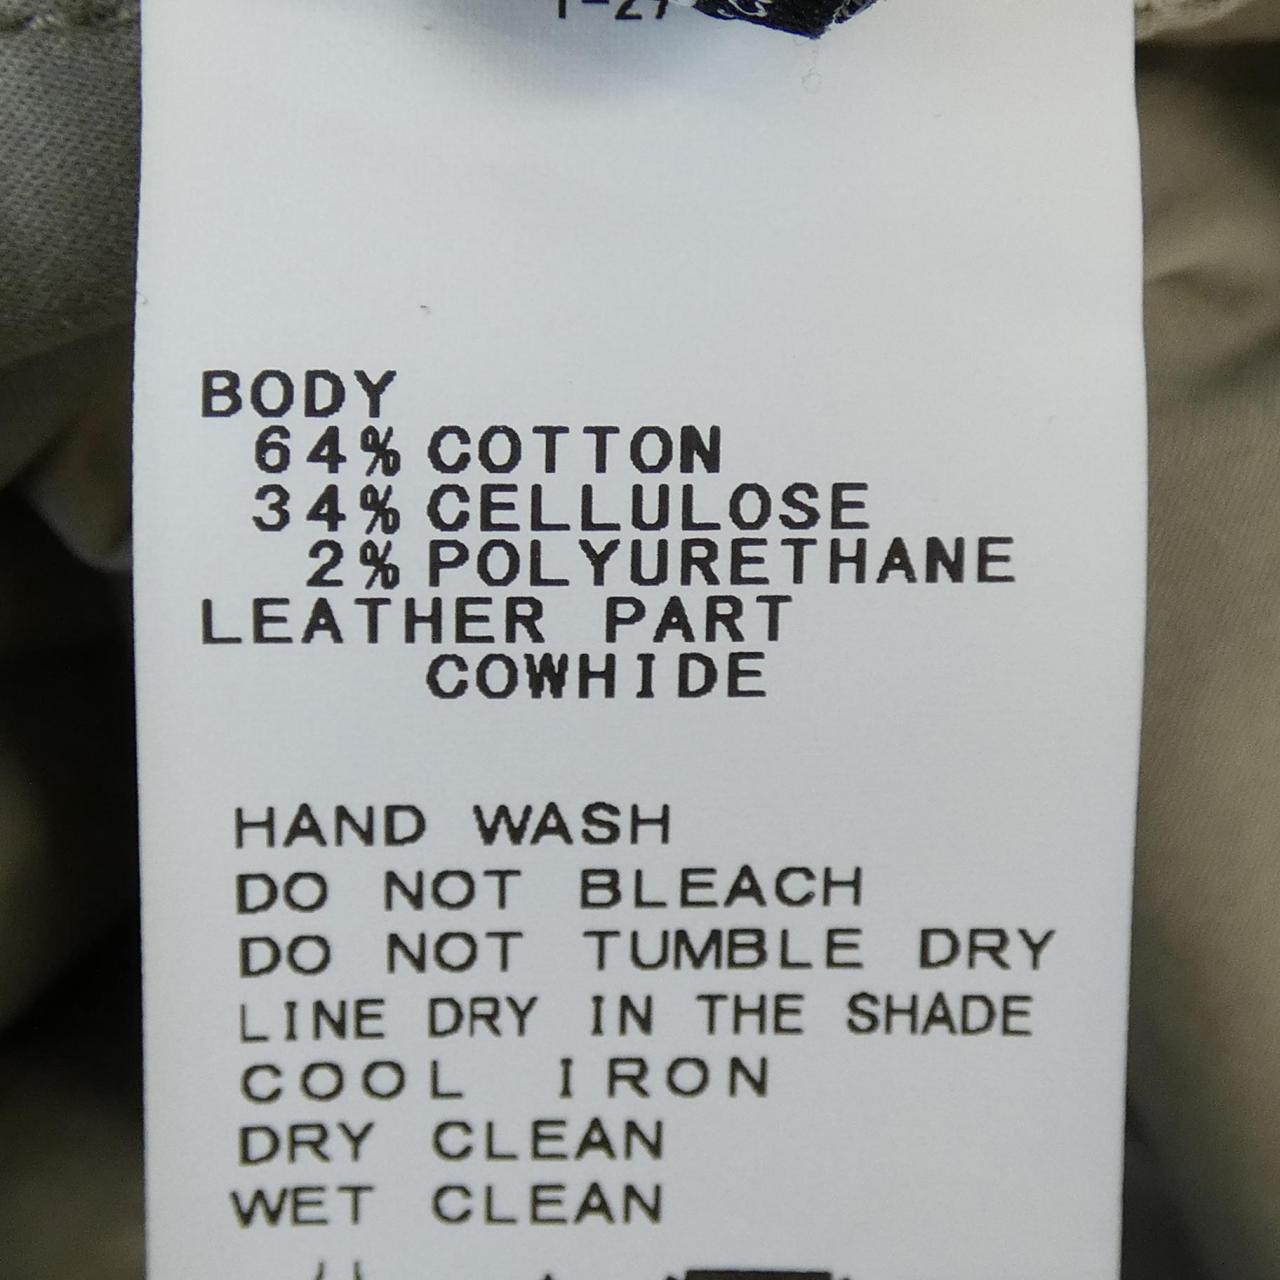 BODY
64% COTTON
34% CELLULOSE
2% POLYURETHANE
LEATHER PART
COWHIDE
HAND WASH
DO NOT BLEACH
DO NOT TUMBLE DRY
LINE DRY IN THE SHADE
COOL IRON
DRY CLEAN
WET CLEAN